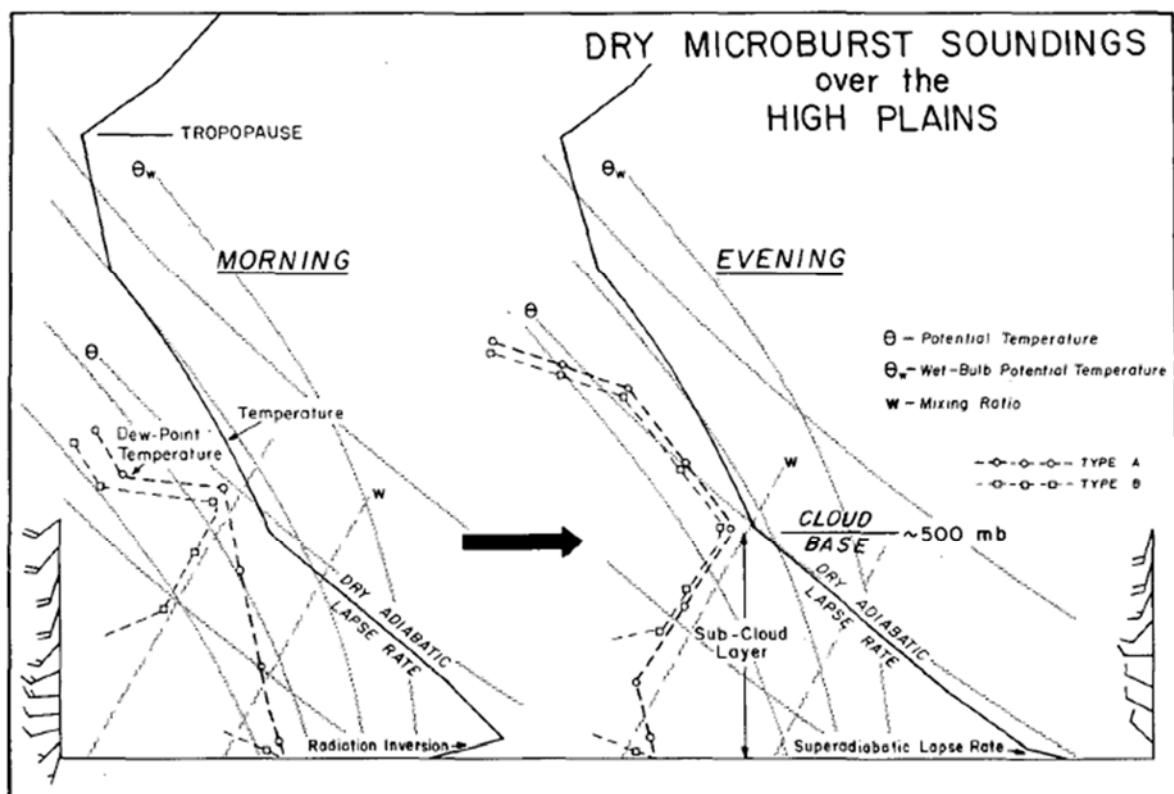 DRY MICROBURST SOUNDINGS
over the
HIGH PLAINS
TROPOPAUSE
θw
MORNING
θ
Temperature
Dew-Point
Temperature
w
DRY ADIABATIC
LAPSE RATE
Radiation Inversion
θw
EVENING
θ
θ – Potential Temperature
θw – Wet-Bulb Potential Temperature
w – Mixing Ratio
TYPE A
TYPE B
w
CLOUD
BASE
~500 mb
DRY ADIABATIC
LAPSE RATE
Sub-Cloud
Layer
Superadiabatic Lapse Rate